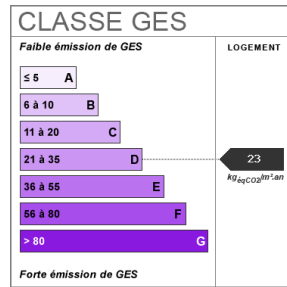 CLASSE GES
Faible émission de GES
LOGEMENT
≤ 5 A
6 à 10 B
11 à 20 C
21 à 35 D
23
kgéqCO2/m².an
36 à 55 E
56 à 80 F
> 80 G
Forte émission de GES